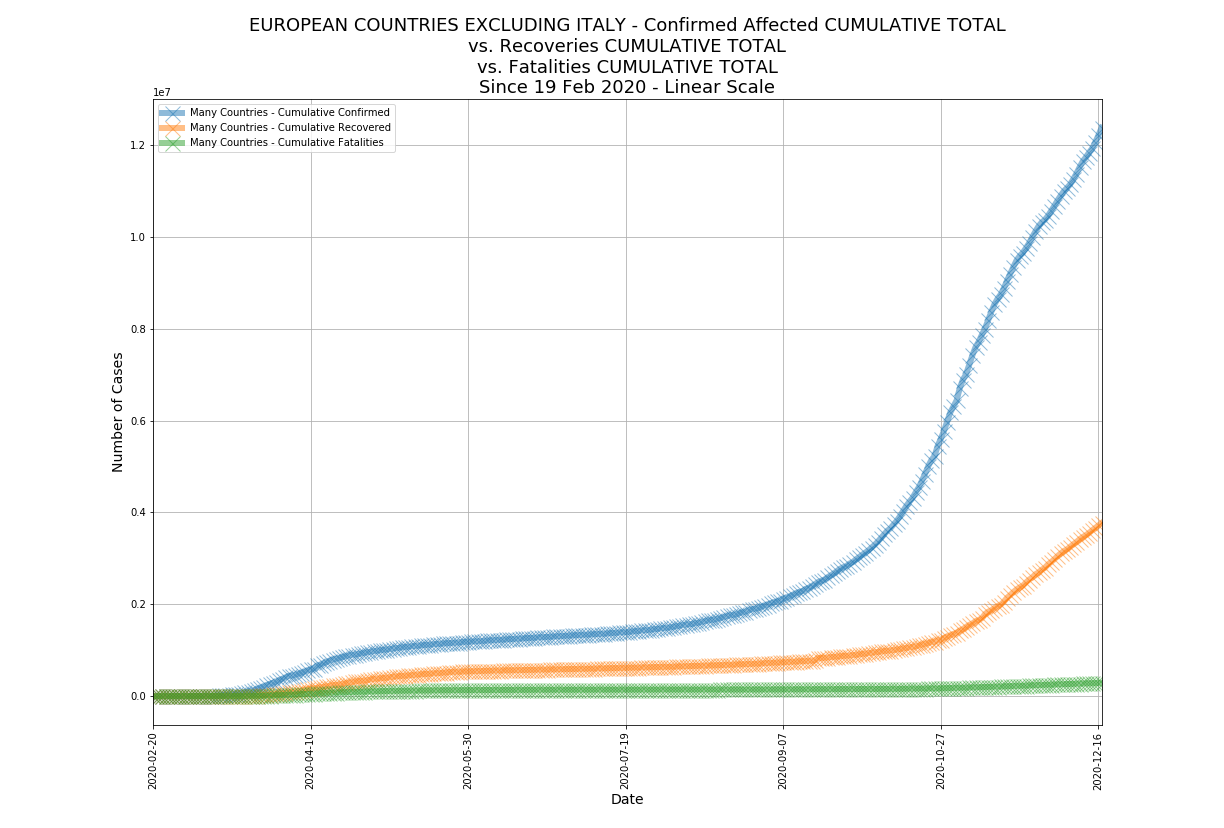 EUROPEAN COUNTRIES EXCLUDING ITALY - Confirmed Affected CUMULATIVE TOTAL
vs. Recoveries CUMULATIVE TOTAL
vs. Fatalities CUMULATIVE TOTAL
Since 19 Feb 2020 - Linear Scale
1e7
Many Countries - Cumulative Confirmed
Many Countries - Cumulative Recovered
Many Countries - Cumulative Fatalities
1.2
1.0
0.8
0.6
0.4
0.2
0.0
Number of Cases
2020-02-20
2020-04-10
2020-05-30
2020-07-19
2020-09-07
2020-10-27
2020-12-16
Date